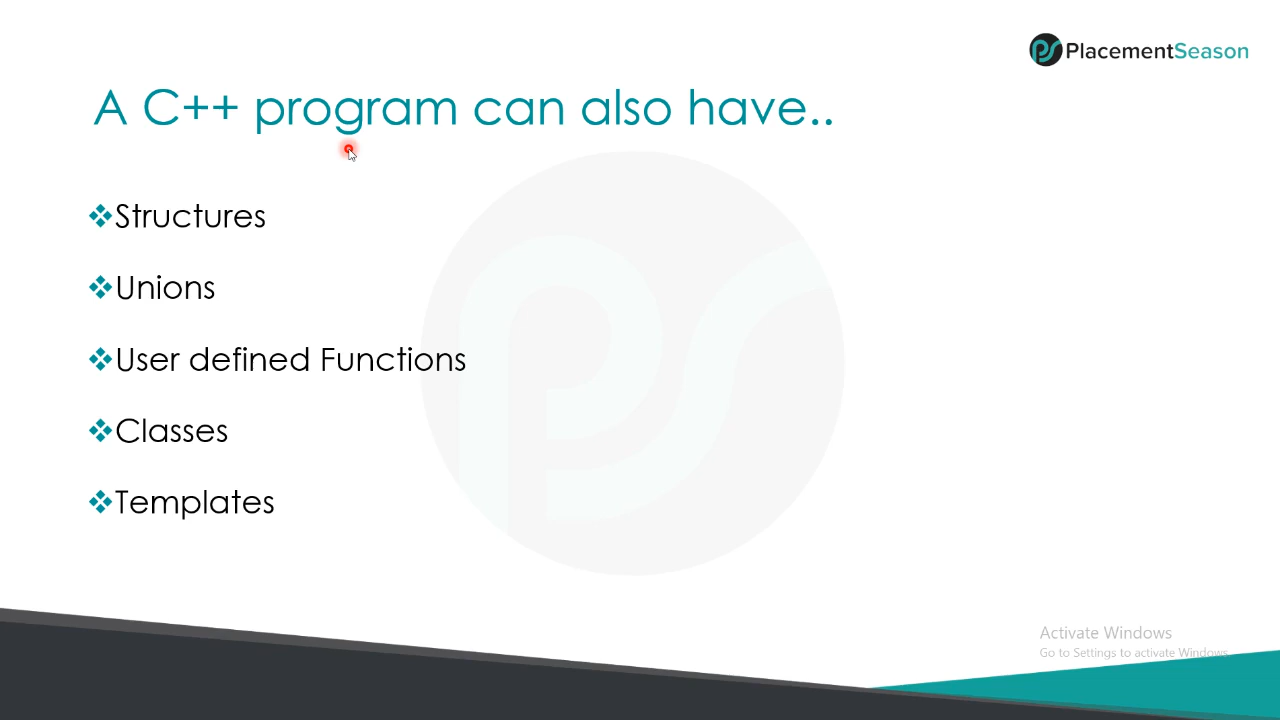 PlacementSeason
A C++ program can also have..
Structures
Unions
User defined Functions
Classes
Templates
Activate Windows
Go to Settings to activate Windows.